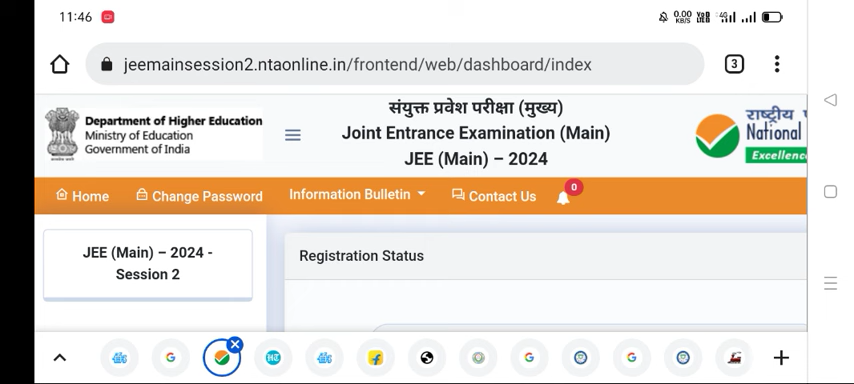 11:46
0.00 KB/S
4G
jeemainsession2.ntaonline.in/frontend/web/dashboard/index
3
Department of Higher Education
Ministry of Education
Government of India
संयुक्त प्रवेश परीक्षा (मुख्य)
Joint Entrance Examination (Main)
JEE (Main) – 2024
राष्ट्रीय
National
Excellenc
Home
Change Password
Information Bulletin
Contact Us
0
JEE (Main) – 2024 -
Session 2
Registration Status